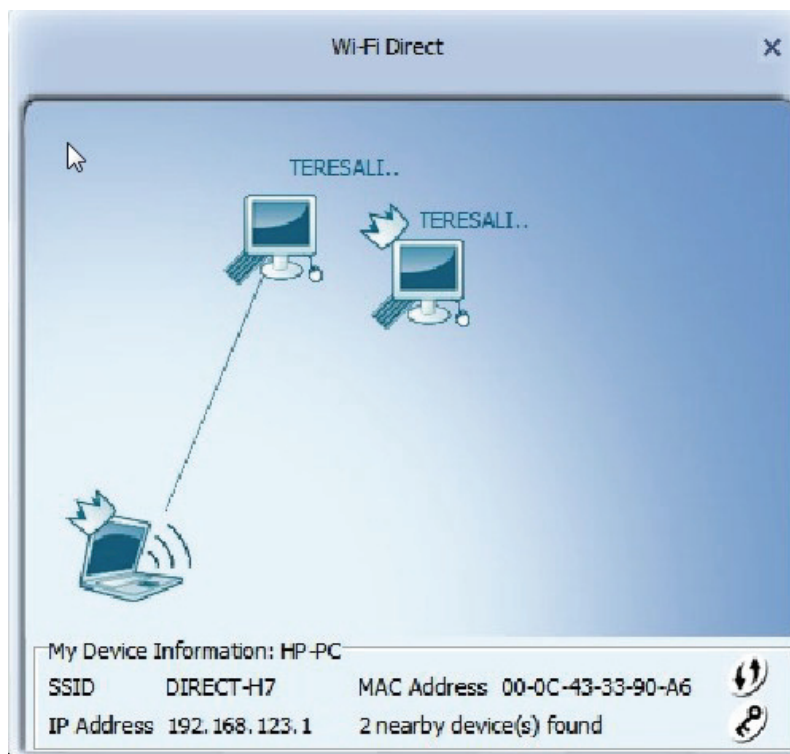 Wi-Fi Direct
TERESALI..
TERESALI..
My Device Information: HP-PC
SSID DIRECT-H7 MAC Address 00-0C-43-33-90-A6
IP Address 192.168.123.1 2 nearby device(s) found